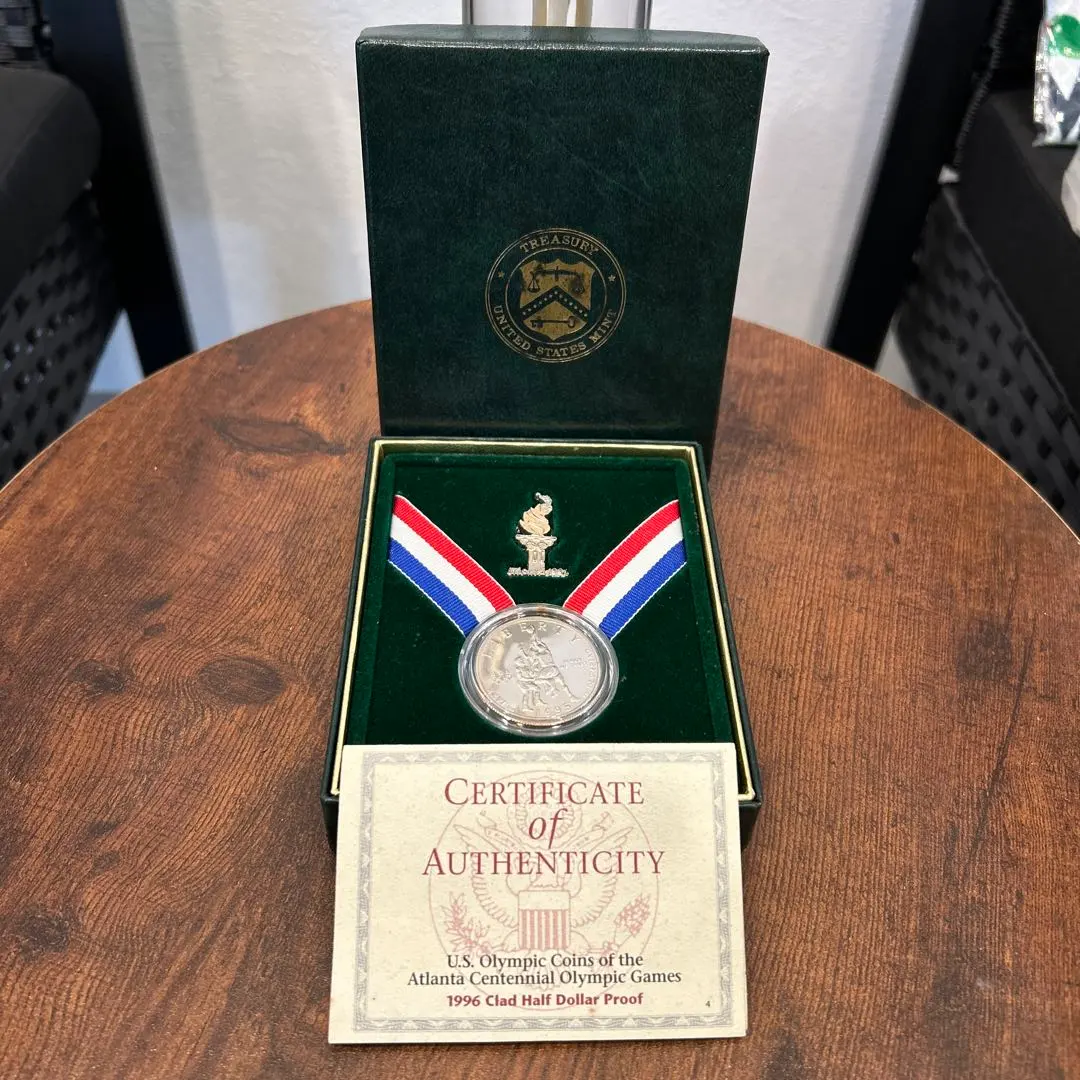 TREASURY
UNITED STATES MINT
LIBERTY
CERTIFICATE
of
AUTHENTICITY
U.S. Olympic Coins of the
Atlanta Centennial Olympic Games
1996 Clad Half Dollar Proof
4